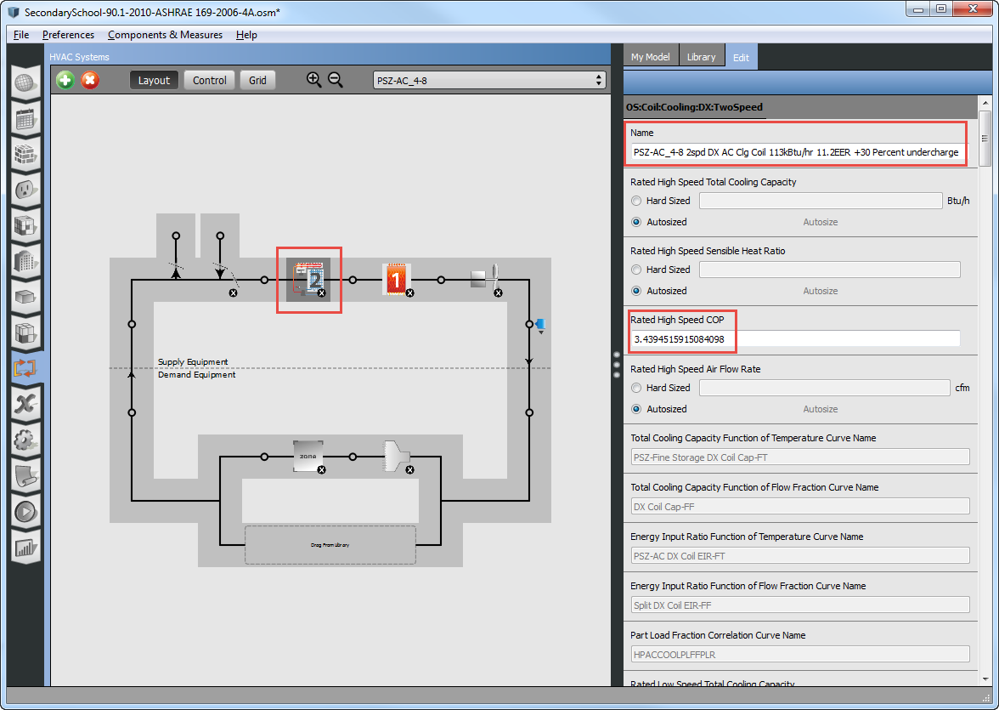 SecondarySchool-90.1-2010-ASHRAE 169-2006-4A.osm*
File Preferences Components & Measures Help
HVAC Systems
Layout Control Grid PSZ-AC_4-8
2
1
Supply Equipment
Demand Equipment
zone
Drag From Library
My Model Library Edit
OS:Coil:Cooling:DX:TwoSpeed
Name
PSZ-AC_4-8 2spd DX AC Clg Coil 113kBtu/hr 11.2EER +30 Percent undercharge
Rated High Speed Total Cooling Capacity
Hard Sized Btu/h
Autosized Autosize
Rated High Speed Sensible Heat Ratio
Hard Sized
Autosized Autosize
Rated High Speed COP
3.4394515915084098
Rated High Speed Air Flow Rate
Hard Sized cfm
Autosized Autosize
Total Cooling Capacity Function of Temperature Curve Name
PSZ-Fine Storage DX Coil Cap-FT
Total Cooling Capacity Function of Flow Fraction Curve Name
DX Coil Cap-FF
Energy Input Ratio Function of Temperature Curve Name
PSZ-AC DX Coil EIR-FT
Energy Input Ratio Function of Flow Fraction Curve Name
Split DX Coil EIR-FF
Part Load Fraction Correlation Curve Name
HPACCOOLPLFFPLR
Rated Low Speed Total Cooling Capacity